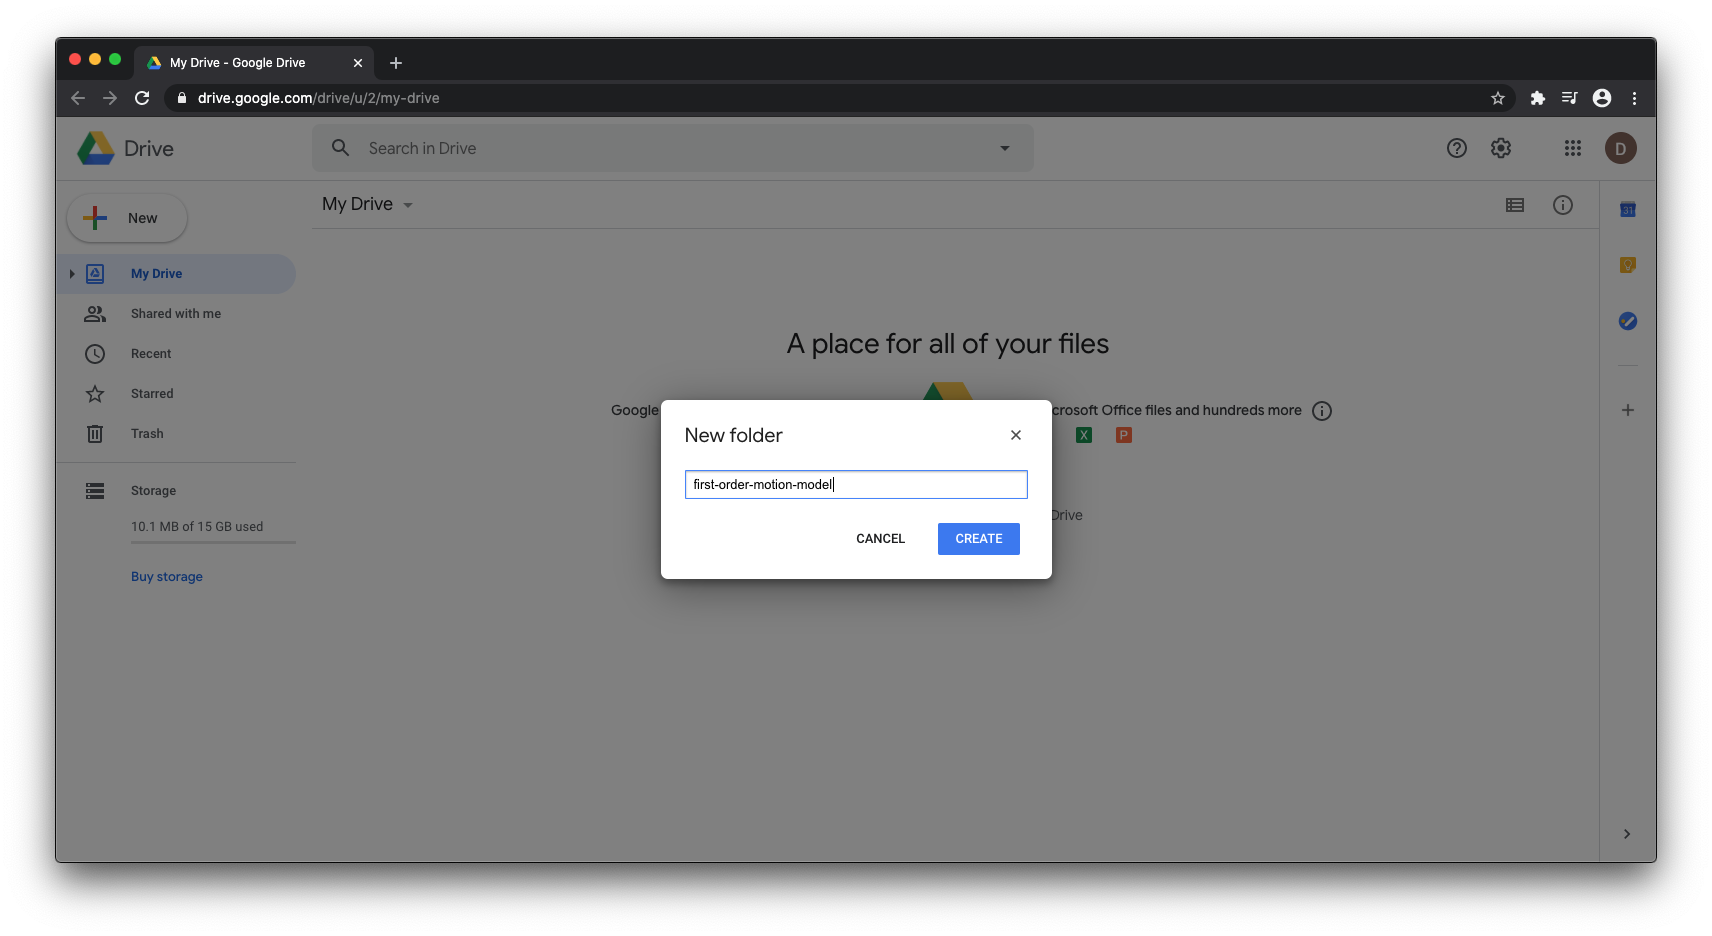 My Drive - Google Drive
drive.google.com/drive/u/2/my-drive
Drive
Search in Drive
D
New
My Drive
31
My Drive
Shared with me
Recent
Starred
Trash
Storage
10.1 MB of 15 GB used
Buy storage
A place for all of your files
Google
crosoft Office files and hundreds more
X
P
Drive
New folder
first-order-motion-model
CANCEL
CREATE